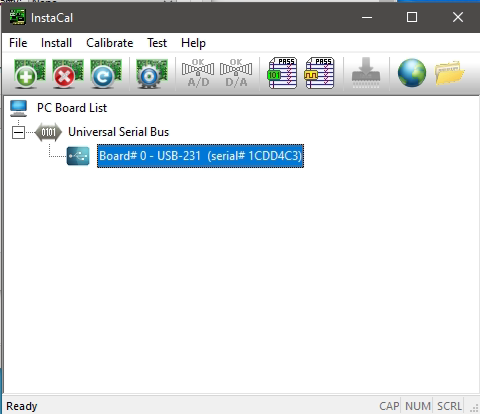 InstaCal
File Install Calibrate Test Help
OK
A/D
OK
D/A
PASS
101
PASS
PC Board List
0101 Universal Serial Bus
Board# 0 - USB-231 (serial# 1CDD4C3)
Ready CAP NUM SCRL